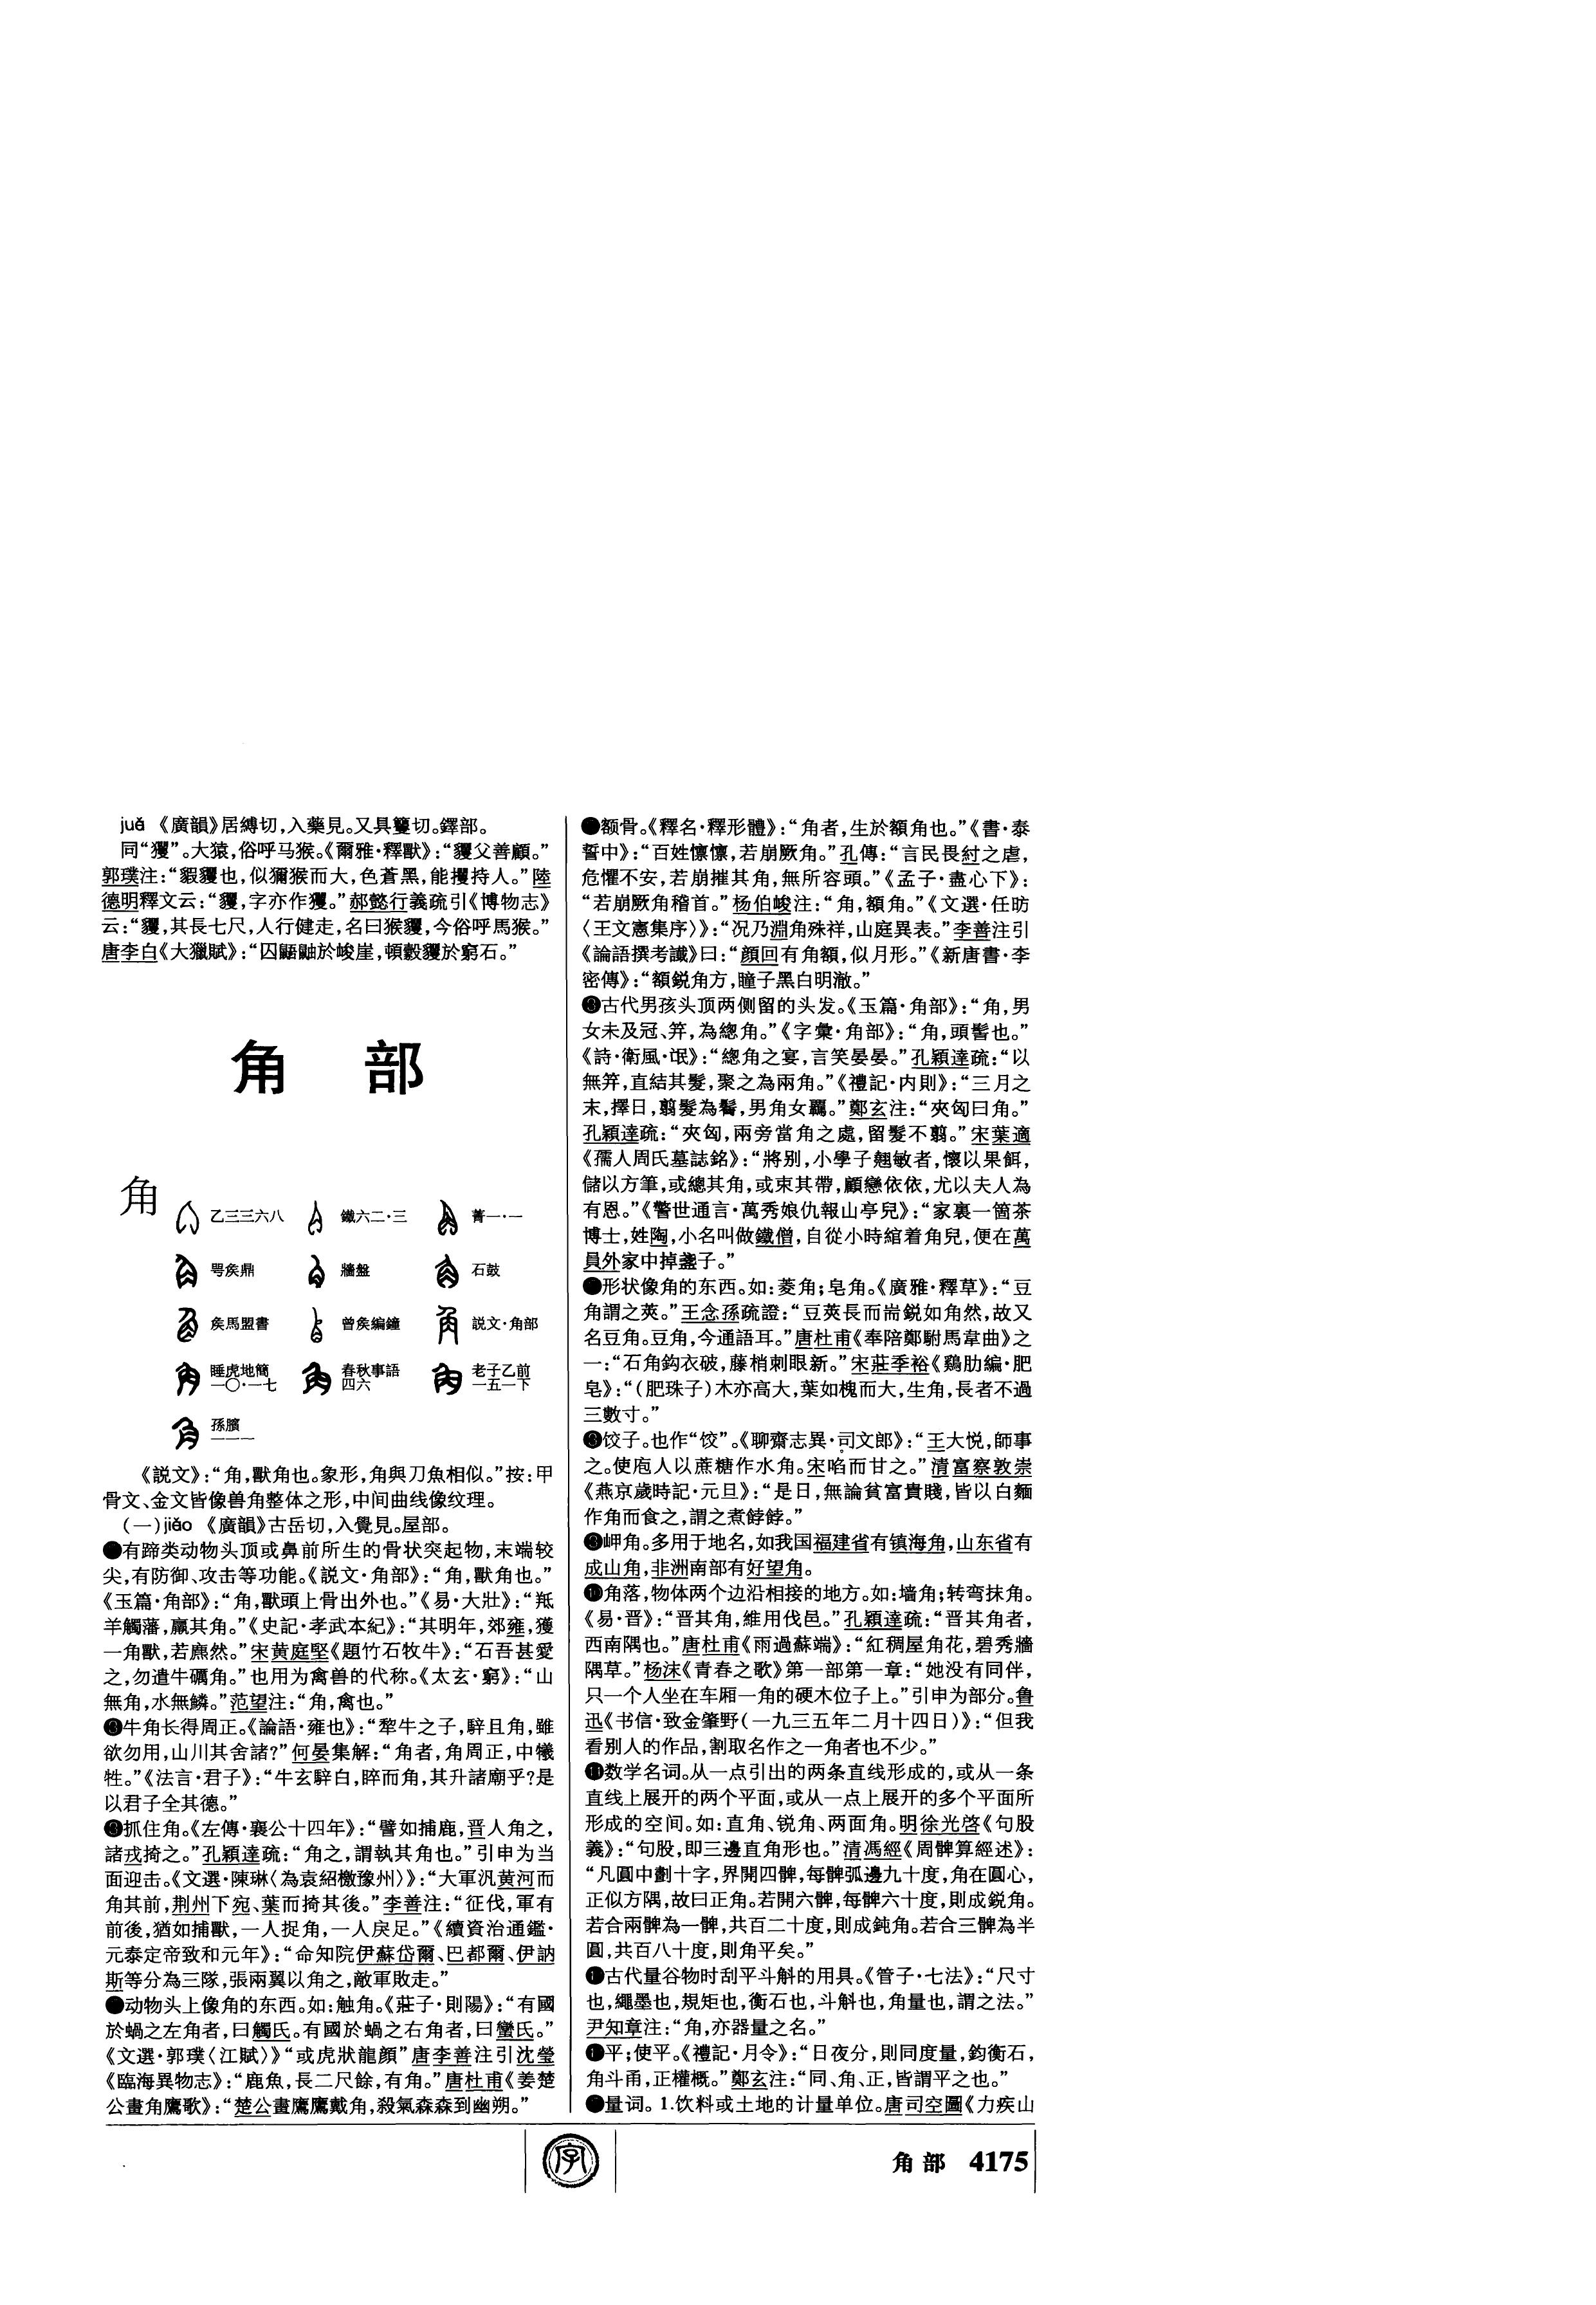 juǎ 《廣韻》居縛切，入藥見。又具籰切。鐸部。
同“玃”。大猿，俗呼马猴。《爾雅·釋獸》：“貜父善顧。”
郭璞注：“貑貜也，似獼猴而大，色蒼黑，能攫持人。”陸
德明釋文云：“貜，字亦作玃。”郝懿行義疏引《博物志》
云：“貜，其長七尺，人行健走，名曰猴貜，今俗呼馬猴。”
唐李白《大獵賦》：“囚鼯鼬於峻崖，頓縠貜於窮石。”
角 部
角
乙三三六八 鐵六二·三 菁一·一
咢矦鼎 牆盤 石鼓
矦馬盟書 曾矦編鐘 説文·角部
睡虎地簡 春秋事語 老子乙前
一〇·一七 四六 一五一下
孫臏
一一一
《説文》：“角，獸角也。象形，角與刀魚相似。”按：甲
骨文、金文皆像兽角整体之形，中间曲线像纹理。
（一）jiǎo 《廣韻》古岳切，入覺見。屋部。
有蹄类动物头顶或鼻前所生的骨状突起物，末端较
尖，有防御、攻击等功能。《説文·角部》：“角，獸角也。”
《玉篇·角部》：“角，獸頭上骨出外也。”《易·大壯》：“羝
羊觸藩，羸其角。”《史記·孝武本紀》：“其明年，郊雍，獲
一角獸，若麃然。”宋黄庭堅《題竹石牧牛》：“石吾甚愛
之，勿遣牛礪角。”也用为禽兽的代称。《太玄·窮》：“山
無角，水無鱗。”范望注：“角，禽也。”
牛角长得周正。《論語·雍也》：“犂牛之子，騂且角，雖
欲勿用，山川其舍諸？”何晏集解：“角者，角周正，中犧
牲。”《法言·君子》：“牛玄騂白，睟而角，其升諸廟乎？是
以君子全其德。”
抓住角。《左傳·襄公十四年》：“譬如捕鹿，晋人角之，
諸戎掎之。”孔穎達疏：“角之，謂執其角也。”引申为当
面迎击。《文選·陳琳〈為袁紹檄豫州〉》：“大軍汎黄河而
角其前，荆州下宛、葉而掎其後。”李善注：“征伐，軍有
前後，猶如捕獸，一人捉角，一人戾足。”《續資治通鑑·
元泰定帝致和元年》：“命知院伊蘇岱爾、巴都爾、伊訥
斯等分為三隊，張兩翼以角之，敵軍敗走。”
动物头上像角的东西。如：触角。《莊子·則陽》：“有國
於蝸之左角者，曰觸氏。有國於蝸之右角者，曰蠻氏。”
《文選·郭璞〈江賦〉》“或虎狀龍顔”唐李善注引沈瑩
《臨海異物志》：“鹿魚，長二尺餘，有角。”唐杜甫《姜楚
公畫角鷹歌》：“楚公畫鷹鷹戴角，殺氣森森到幽朔。”
额骨。《釋名·釋形體》：“角者，生於額角也。”《書·泰
誓中》：“百姓懍懍，若崩厥角。”孔傳：“言民畏紂之虐，
危懼不安，若崩摧其角，無所容頭。”《孟子·盡心下》：
“若崩厥角稽首。”杨伯峻注：“角，額角。”《文選·任昉
〈王文憲集序〉》：“况乃淵角殊祥，山庭異表。”李善注引
《論語撰考讖》曰：“顔回有角額，似月形。”《新唐書·李
密傳》：“額鋭角方，瞳子黑白明澈。”
古代男孩头顶两侧留的头发。《玉篇·角部》：“角，男
女未及冠、笄，為緫角。”《字彙·角部》：“角，頭髻也。”
《詩·衛風·氓》：“緫角之宴，言笑晏晏。”孔穎達疏：“以
無笄，直結其髮，聚之為兩角。”《禮記·内則》：“三月之
末，擇日，翦髮為鬌，男角女羈。”鄭玄注：“夾囟曰角。”
孔穎達疏：“夾囟，兩旁當角之處，留髮不翦。”宋葉適
《孺人周氏墓誌銘》：“將别，小學子翹敏者，懷以果餌，
儲以方筆，或總其角，或束其帶，顧戀依依，尤以夫人為
有恩。”《警世通言·萬秀娘仇報山亭兒》：“家裏一箇茶
博士，姓陶，小名叫做鐵僧，自從小時綰着角兒，便在萬
員外家中掉盞子。”
形状像角的东西。如：菱角；皂角。《廣雅·釋草》：“豆
角謂之莢。”王念孫疏證：“豆莢長而耑鋭如角然，故又
名豆角。豆角，今通語耳。”唐杜甫《奉陪鄭駙馬韋曲》之
一：“石角鈎衣破，藤梢刺眼新。”宋莊季裕《鷄肋編·肥
皂》：“（肥珠子）木亦高大，葉如槐而大，生角，長者不過
三數寸。”
饺子。也作“饺”。《聊齋志異·司文郎》：“王大悦，師事
之。使庖人以蔗糖作水角。宋啗而甘之。”清富察敦崇
《燕京歲時記·元旦》：“是日，無論貧富貴賤，皆以白麵
作角而食之，謂之煮餑餑。”
岬角。多用于地名，如我国福建省有镇海角，山东省有
成山角，非洲南部有好望角。
角落，物体两个边沿相接的地方。如：墙角；转弯抹角。
《易·晋》：“晋其角，維用伐邑。”孔穎達疏：“晋其角者，
西南隅也。”唐杜甫《雨過蘇端》：“紅稠屋角花，碧秀牆
隅草。”杨沫《青春之歌》第一部第一章：“她没有同伴，
只一个人坐在车厢一角的硬木位子上。”引申为部分。鲁
迅《书信·致金肇野（一九三五年二月十四日）》：“但我
看别人的作品，割取名作之一角者也不少。”
数学名词。从一点引出的两条直线形成的，或从一条
直线上展开的两个平面，或从一点上展开的多个平面所
形成的空间。如：直角、锐角、两面角。明徐光啓《句股
義》：“句股，即三邊直角形也。”清馮經《周髀算經述》：
“凡圓中劃十字，界開四髀，每髀弧邊九十度，角在圓心，
正似方隅，故曰正角。若開六髀，每髀六十度，則成鋭角。
若合兩髀為一髀，共百二十度，則成鈍角。若合三髀為半
圓，共百八十度，則角平矣。”
古代量谷物时刮平斗斛的用具。《管子·七法》：“尺寸
也，繩墨也，規矩也，衡石也，斗斛也，角量也，謂之法。”
尹知章注：“角，亦器量之名。”
平；使平。《禮記·月令》：“日夜分，則同度量，鈞衡石，
角斗甬，正權概。”鄭玄注：“同、角、正，皆謂平之也。”
量词。1.饮料或土地的计量单位。唐司空圖《力疾山
字
角部 4175